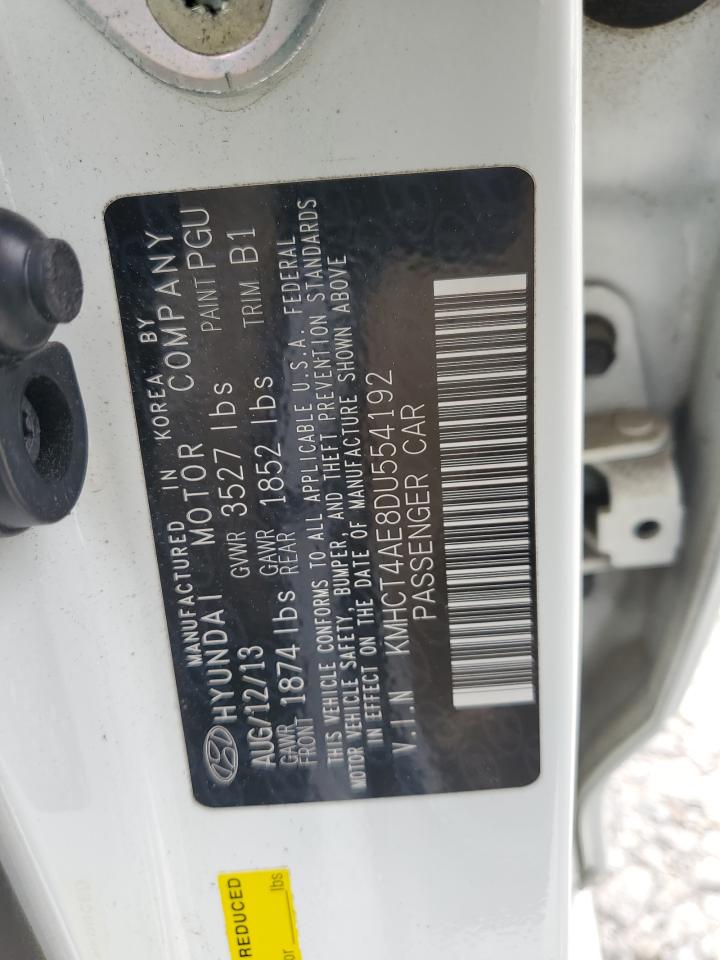 MANUFACTURED IN KOREA BY
HYUNDAI MOTOR COMPANY
AUG/12/13 GVWR 3527 lbs PAINT PGU
GAWR FRONT 1874 lbs GAWR REAR 1852 lbs TRIM B1
THIS VEHICLE CONFORMS TO ALL APPLICABLE U.S.A. FEDERAL
MOTOR VEHICLE SAFETY, BUMPER, AND THEFT PREVENTION STANDARDS
IN EFFECT ON THE DATE OF MANUFACTURE SHOWN ABOVE
V.I.N KMHCT4AE8DU554192
PASSENGER CAR
REDUCED
lbs
or